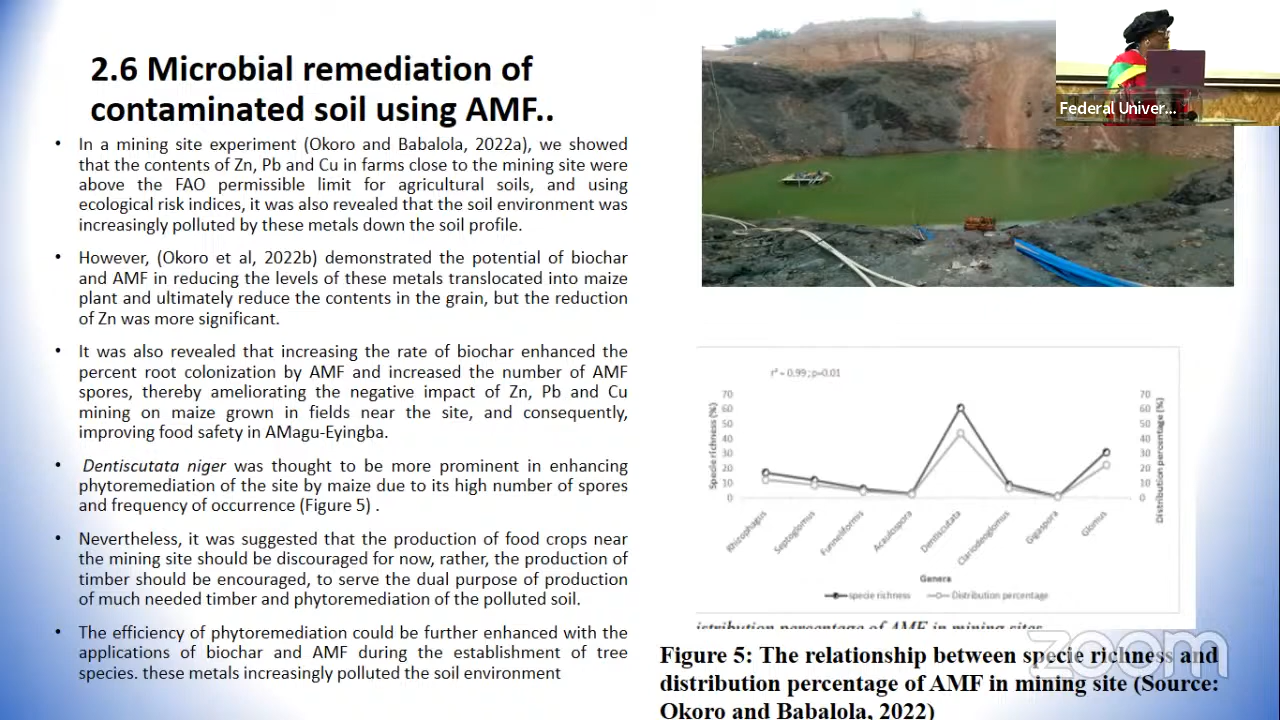 2.6 Microbial remediation of
contaminated soil using AMF..
• In a mining site experiment (Okoro and Babalola, 2022a), we showed
that the contents of Zn, Pb and Cu in farms close to the mining site were
above the FAO permissible limit for agricultural soils, and using
ecological risk indices, it was also revealed that the soil environment was
increasingly polluted by these metals down the soil profile.
• However, (Okoro et al, 2022b) demonstrated the potential of biochar
and AMF in reducing the levels of these metals translocated into maize
plant and ultimately reduce the contents in the grain, but the reduction
of Zn was more significant.
• It was also revealed that increasing the rate of biochar enhanced the
percent root colonization by AMF and increased the number of AMF
spores, thereby ameliorating the negative impact of Zn, Pb and Cu
mining on maize grown in fields near the site, and consequently,
improving food safety in AMagu-Eyingba.
• Dentiscutata niger was thought to be more prominent in enhancing
phytoremediation of the site by maize due to its high number of spores
and frequency of occurrence (Figure 5) .
• Nevertheless, it was suggested that the production of food crops near
the mining site should be discouraged for now, rather, the production of
timber should be encouraged, to serve the dual purpose of production
of much needed timber and phytoremediation of the polluted soil.
• The efficiency of phytoremediation could be further enhanced with the
applications of biochar and AMF during the establishment of tree
species. these metals increasingly polluted the soil environment
Federal Univer...
r² = 0.99 ; p=0.01
Specie richness (%)
70
60
50
40
30
20
10
0
70
60
50
40
30
20
10
0
Distribution percentage (%)
Rhizophagus
Septoglomus
Funneliformis
Acaulospora
Dentiscutata
Claroideoglomus
Gigaspora
Glomus
Genera
specie richness
Distribution percentage
istribution percentage of AMF in mining sites
zoom
Figure 5: The relationship between specie richness and
distribution percentage of AMF in mining site (Source:
Okoro and Babalola, 2022)